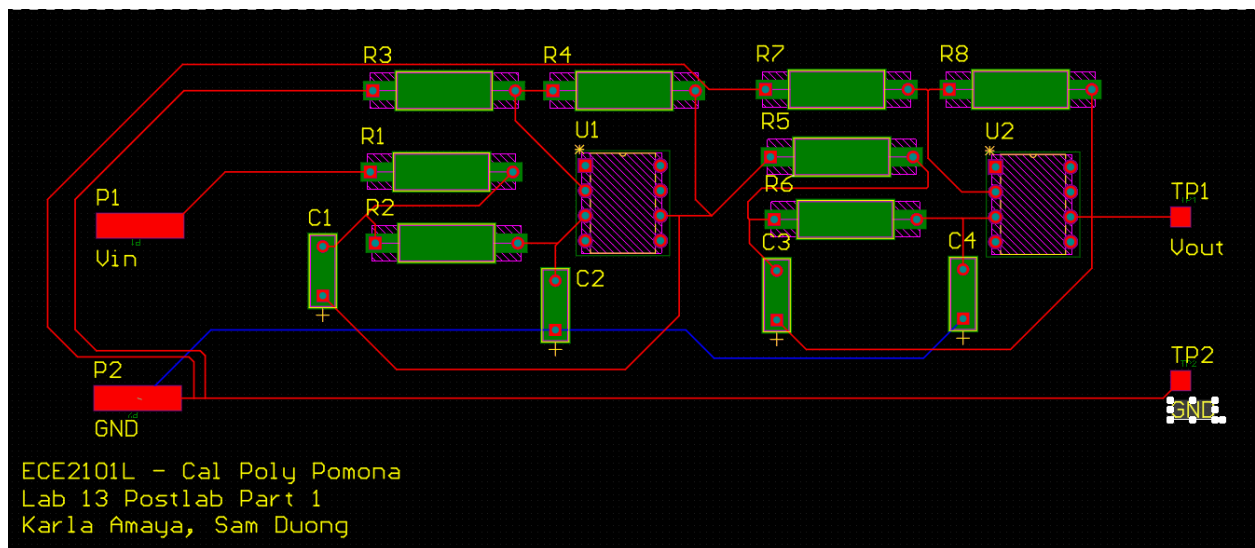 R3 R4 R7 R8
R5
U1 U2
R1
R6
P1 TP1
R2
C1
Vin C3 C4 Vout
C2
TP2
P2
GND
GND
ECE2101L - Cal Poly Pomona
Lab 13 Postlab Part 1
Karla Amaya, Sam Duong